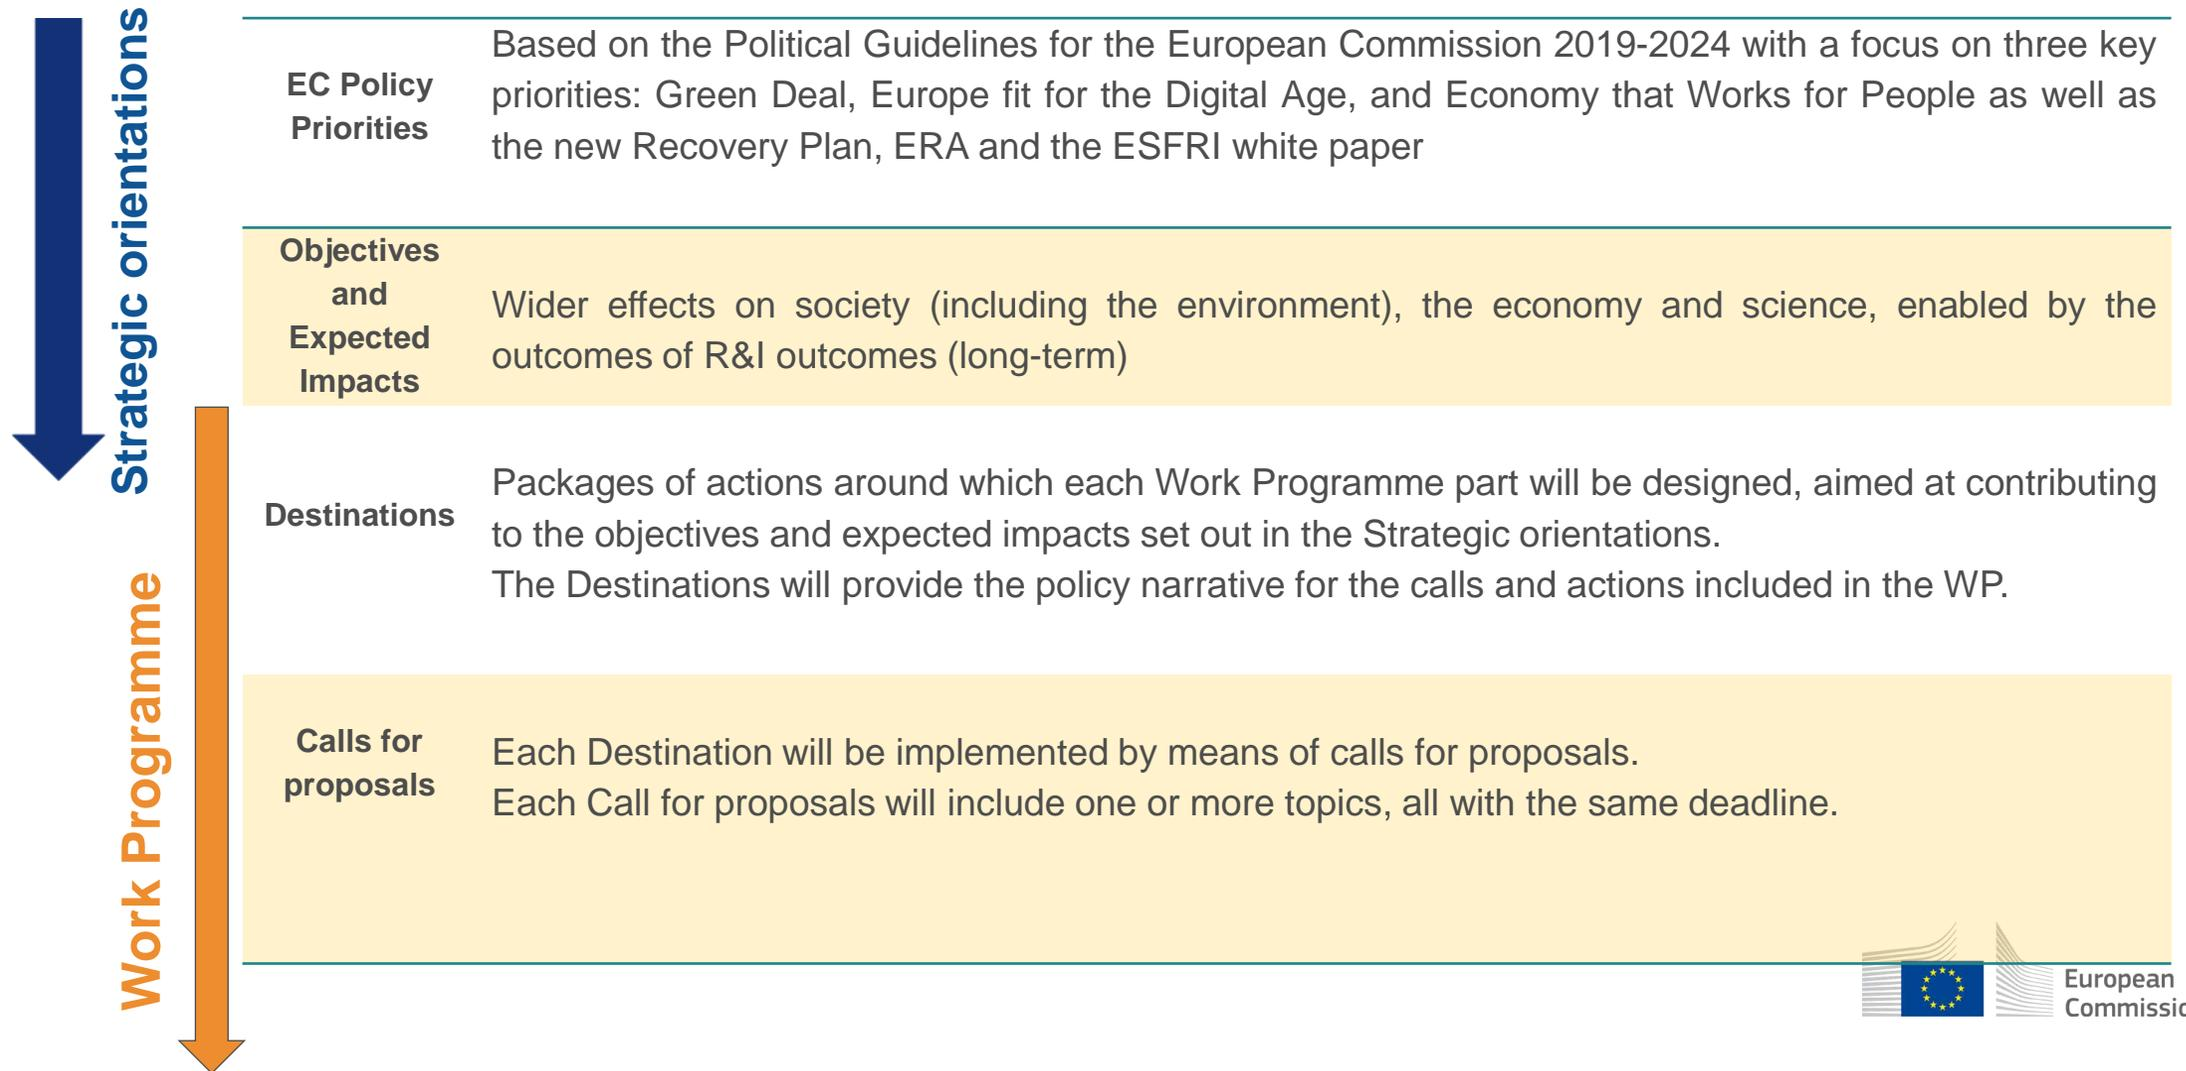 Strategic orientations
EC Policy
Priorities
Based on the Political Guidelines for the European Commission 2019-2024 with a focus on three key
priorities: Green Deal, Europe fit for the Digital Age, and Economy that Works for People as well as
the new Recovery Plan, ERA and the ESFRI white paper
Objectives
and
Expected
Impacts
Wider effects on society (including the environment), the economy and science, enabled by the
outcomes of R&I outcomes (long-term)
Work Programme
Destinations
Packages of actions around which each Work Programme part will be designed, aimed at contributing
to the objectives and expected impacts set out in the Strategic orientations.
The Destinations will provide the policy narrative for the calls and actions included in the WP.
Calls for
proposals
Each Destination will be implemented by means of calls for proposals.
Each Call for proposals will include one or more topics, all with the same deadline.
European
Commissio